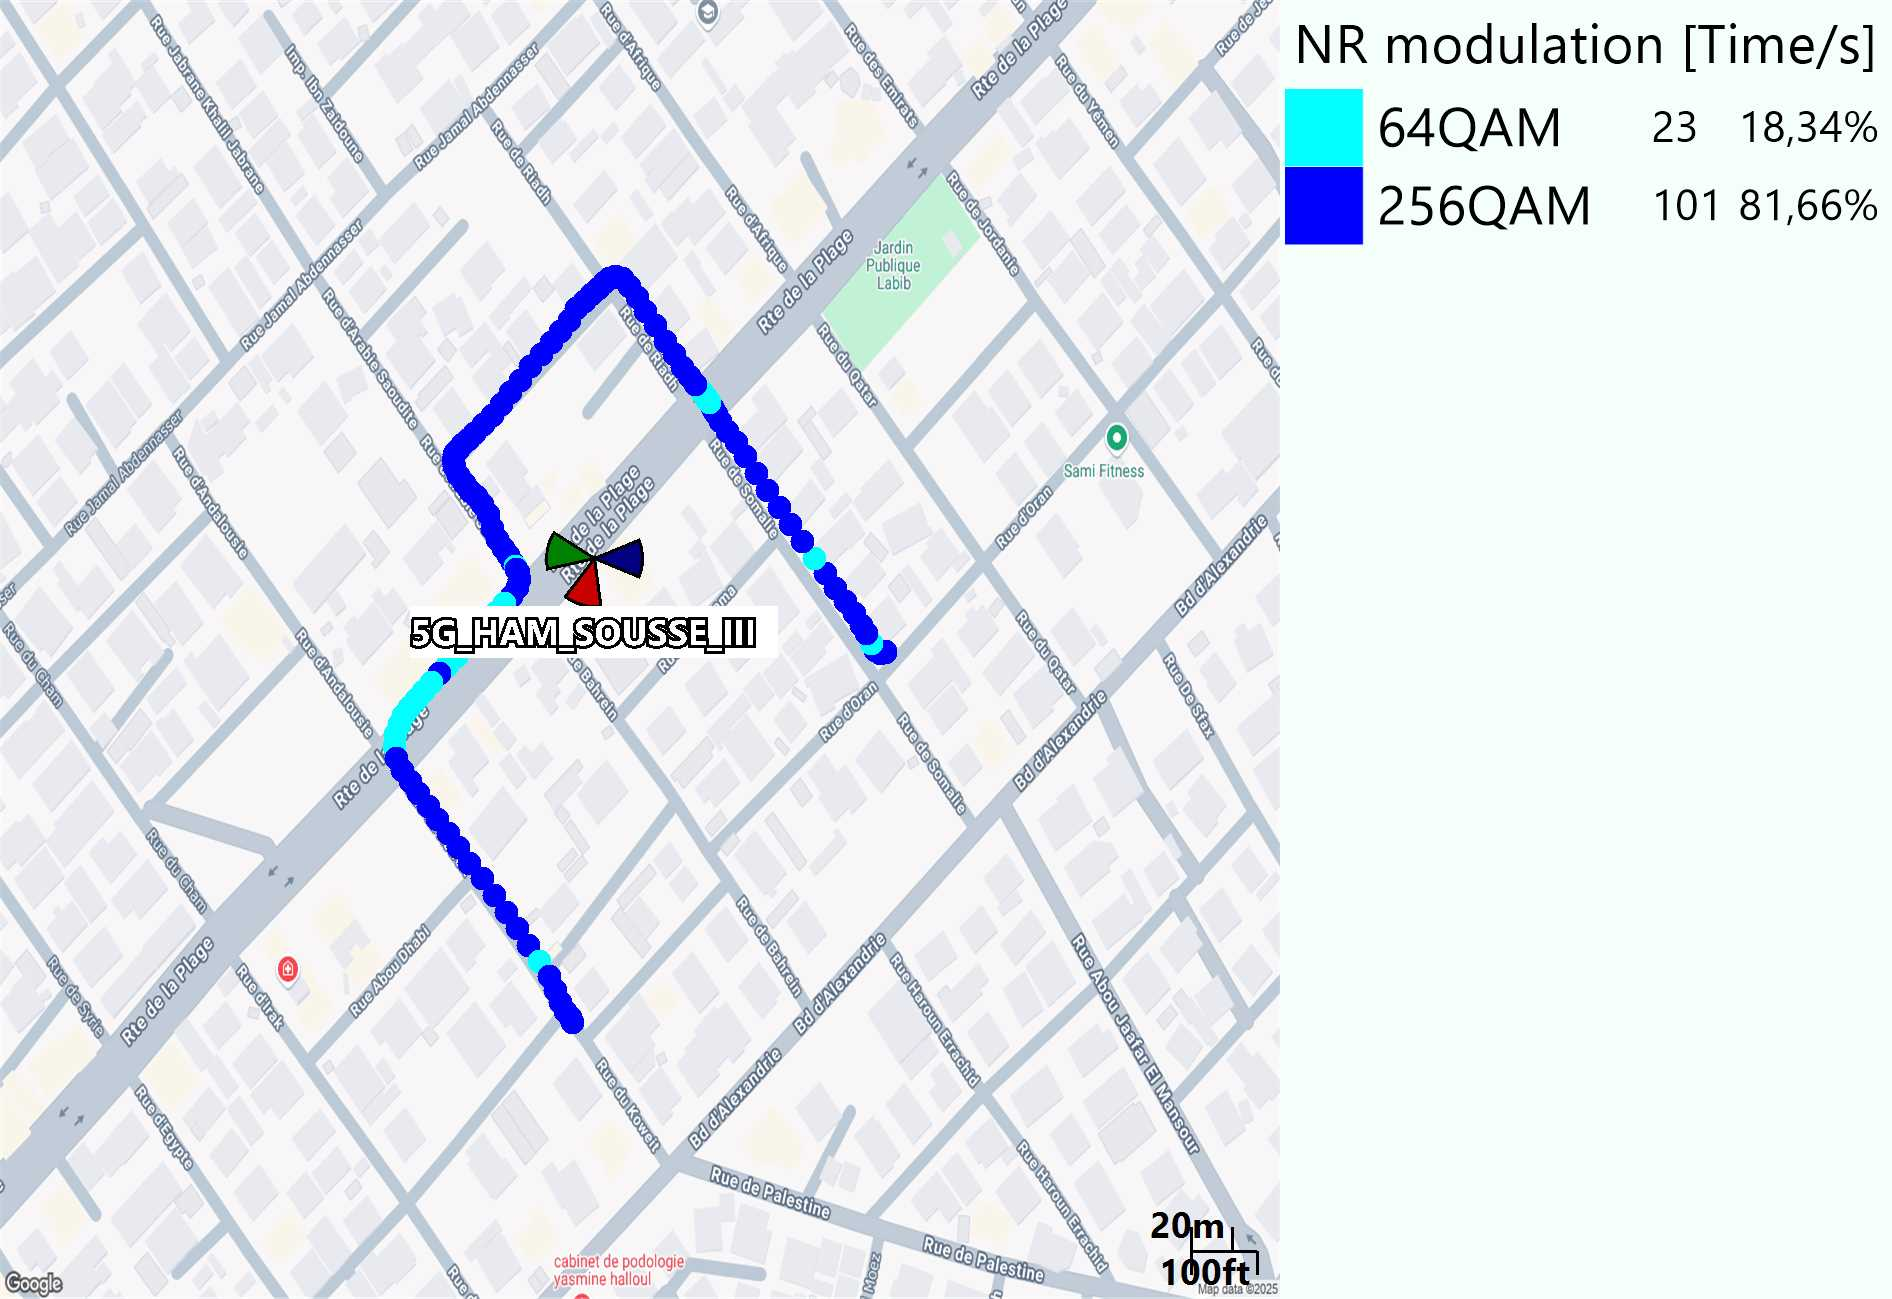 NR modulation [Time/s]
64QAM 23 18,34%
256QAM 101 81,66%
Rue d'Afrique
Rue des Emirats
Rte de la Plage
Rue de Je
Rue Jabrane Khalil Jabrane
Imp. Ibn Zaidoune
Rue Jamal Abdennasser
Rue du Yémen
Rue de Riadh
Rue d'Afrique
Rue de Jordanie
Rte de la Plage
Jardin
Publique
Labib
Rue Jamal Abdennasser
Rue d'Arabie Saoudite
Rue de Riadh
Rue du Qatar
Rue da
Rue Jamal Abdennasser
Rue d'Andalousie
Rue de Somalie
Sami Fitness
de la Plage
Rte de la Plage
Rue d'Oran
Bd d'Alexandrie
ser
Rue du Cham
5G_HAM_SOUSSE_III
Rue d'Andalousie
Rue de Bahrein
Rue du Qatar
Rue De Sfax
Rue d'Oran
Rue de Somalie
Bd d'Alexandrie
Rte de la Plage
Rue du Cham
Rue de Bahrein
Rue Abou Dhabi
Rte de la Plage
Rue d'Irak
Rue de Syrie
Bd d'Alexandrie
Rue Haroun Errachid
Rue Abou Jaafar El Mansour
Rue d'Egypte
Rue du Koweit
Bd d'Alexandrie
Rue Haroun Errachid
Rue de Palestine
Rue de Palestine
cabinet de podologie
yasmine halloul
Moez
20m
100ft
Google
Map data ©2025